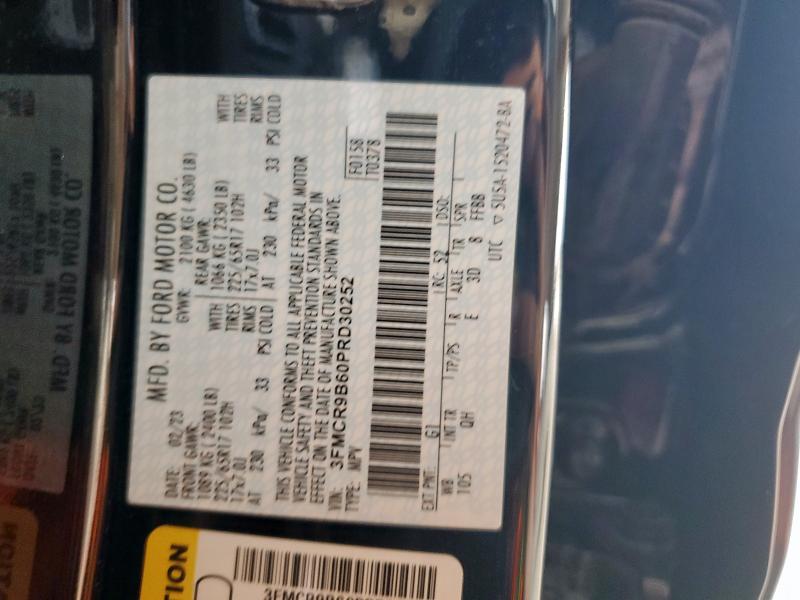 MFD. BY FORD MOTOR CO.
DATE: 02/23 GVWR: 2100 KG ( 4630 LB)
FRONT GAWR: REAR GAWR:
1089 KG ( 2400 LB) 1066 KG ( 2350 LB) WITH
225/65R17 102H TIRES 225/65R17 102H TIRES
17x7.0J RIMS 17x7.0J RIMS
AT 230 kPa/ 33 PSI COLD AT 230 kPa/ 33 PSI COLD
WITH
THIS VEHICLE CONFORMS TO ALL APPLICABLE FEDERAL MOTOR
VEHICLE SAFETY AND THEFT PREVENTION STANDARDS IN
EFFECT ON THE DATE OF MANUFACTURE SHOWN ABOVE.
VIN: 3FMCR9B60PRD30252
TYPE: MPV
F0158
T0378
EXT PNT: G1 RC: 52 DSO:
WB INT TR TP/PS R AXLE TR SPR
105 QH E 3D 8 FFBB
UTC 5U5A-1520472-BA
TION